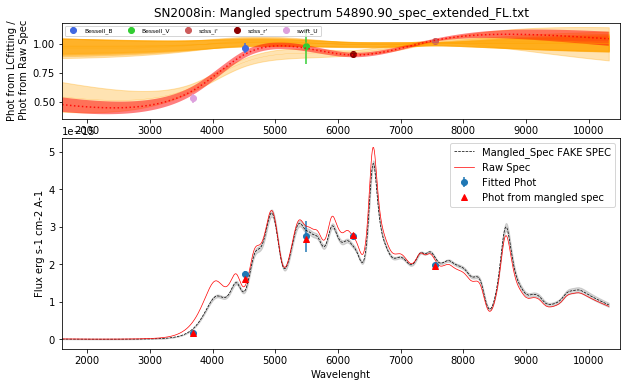 SN2008in: Mangled spectrum 54890.90_spec_extended_FL.txt
Phot from LCfitting /
Phot from Raw Spec
1.00
0.75
0.50
Bessell_B
Bessell_V
sdss_i'
sdss_r'
swift_U
2000 3000 4000 5000 6000 7000 8000 9000 10000
Flux erg s-1 cm-2 A-1
5
4
3
2
1
0
Mangled_Spec FAKE SPEC
Raw Spec
Fitted Phot
Phot from mangled spec
2000 3000 4000 5000 6000 7000 8000 9000 10000
Wavelenght